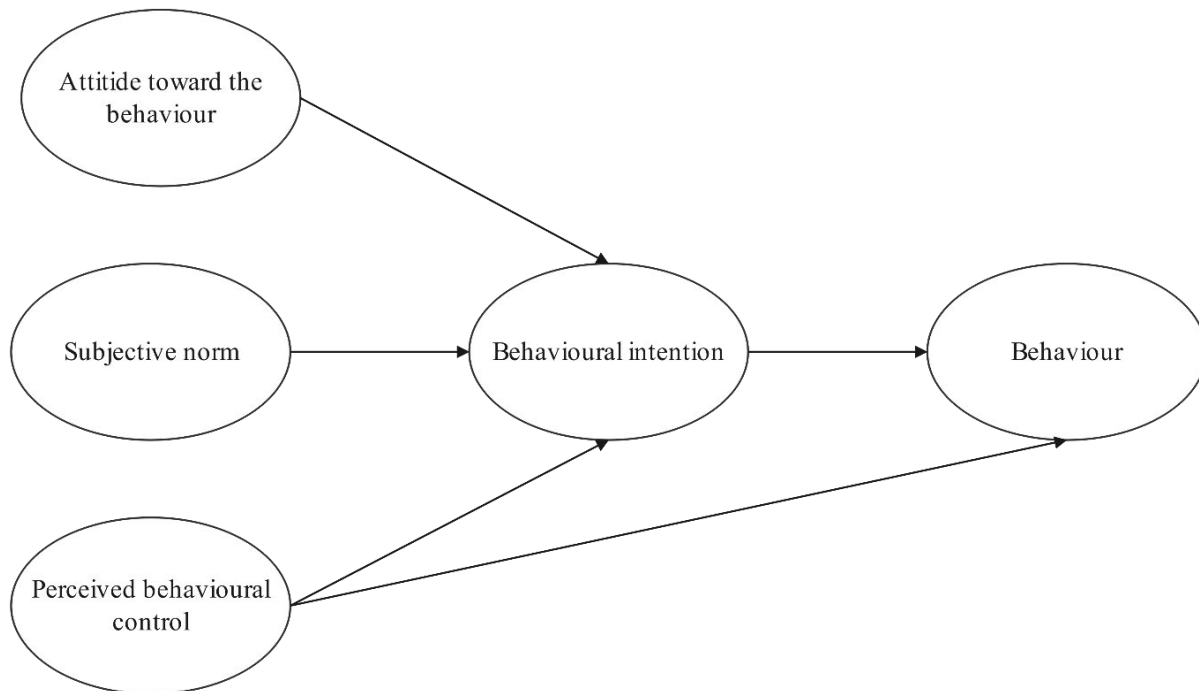 Attitide toward the
behaviour
Subjective norm
Behavioural intention
Behaviour
Perceived behavioural
control